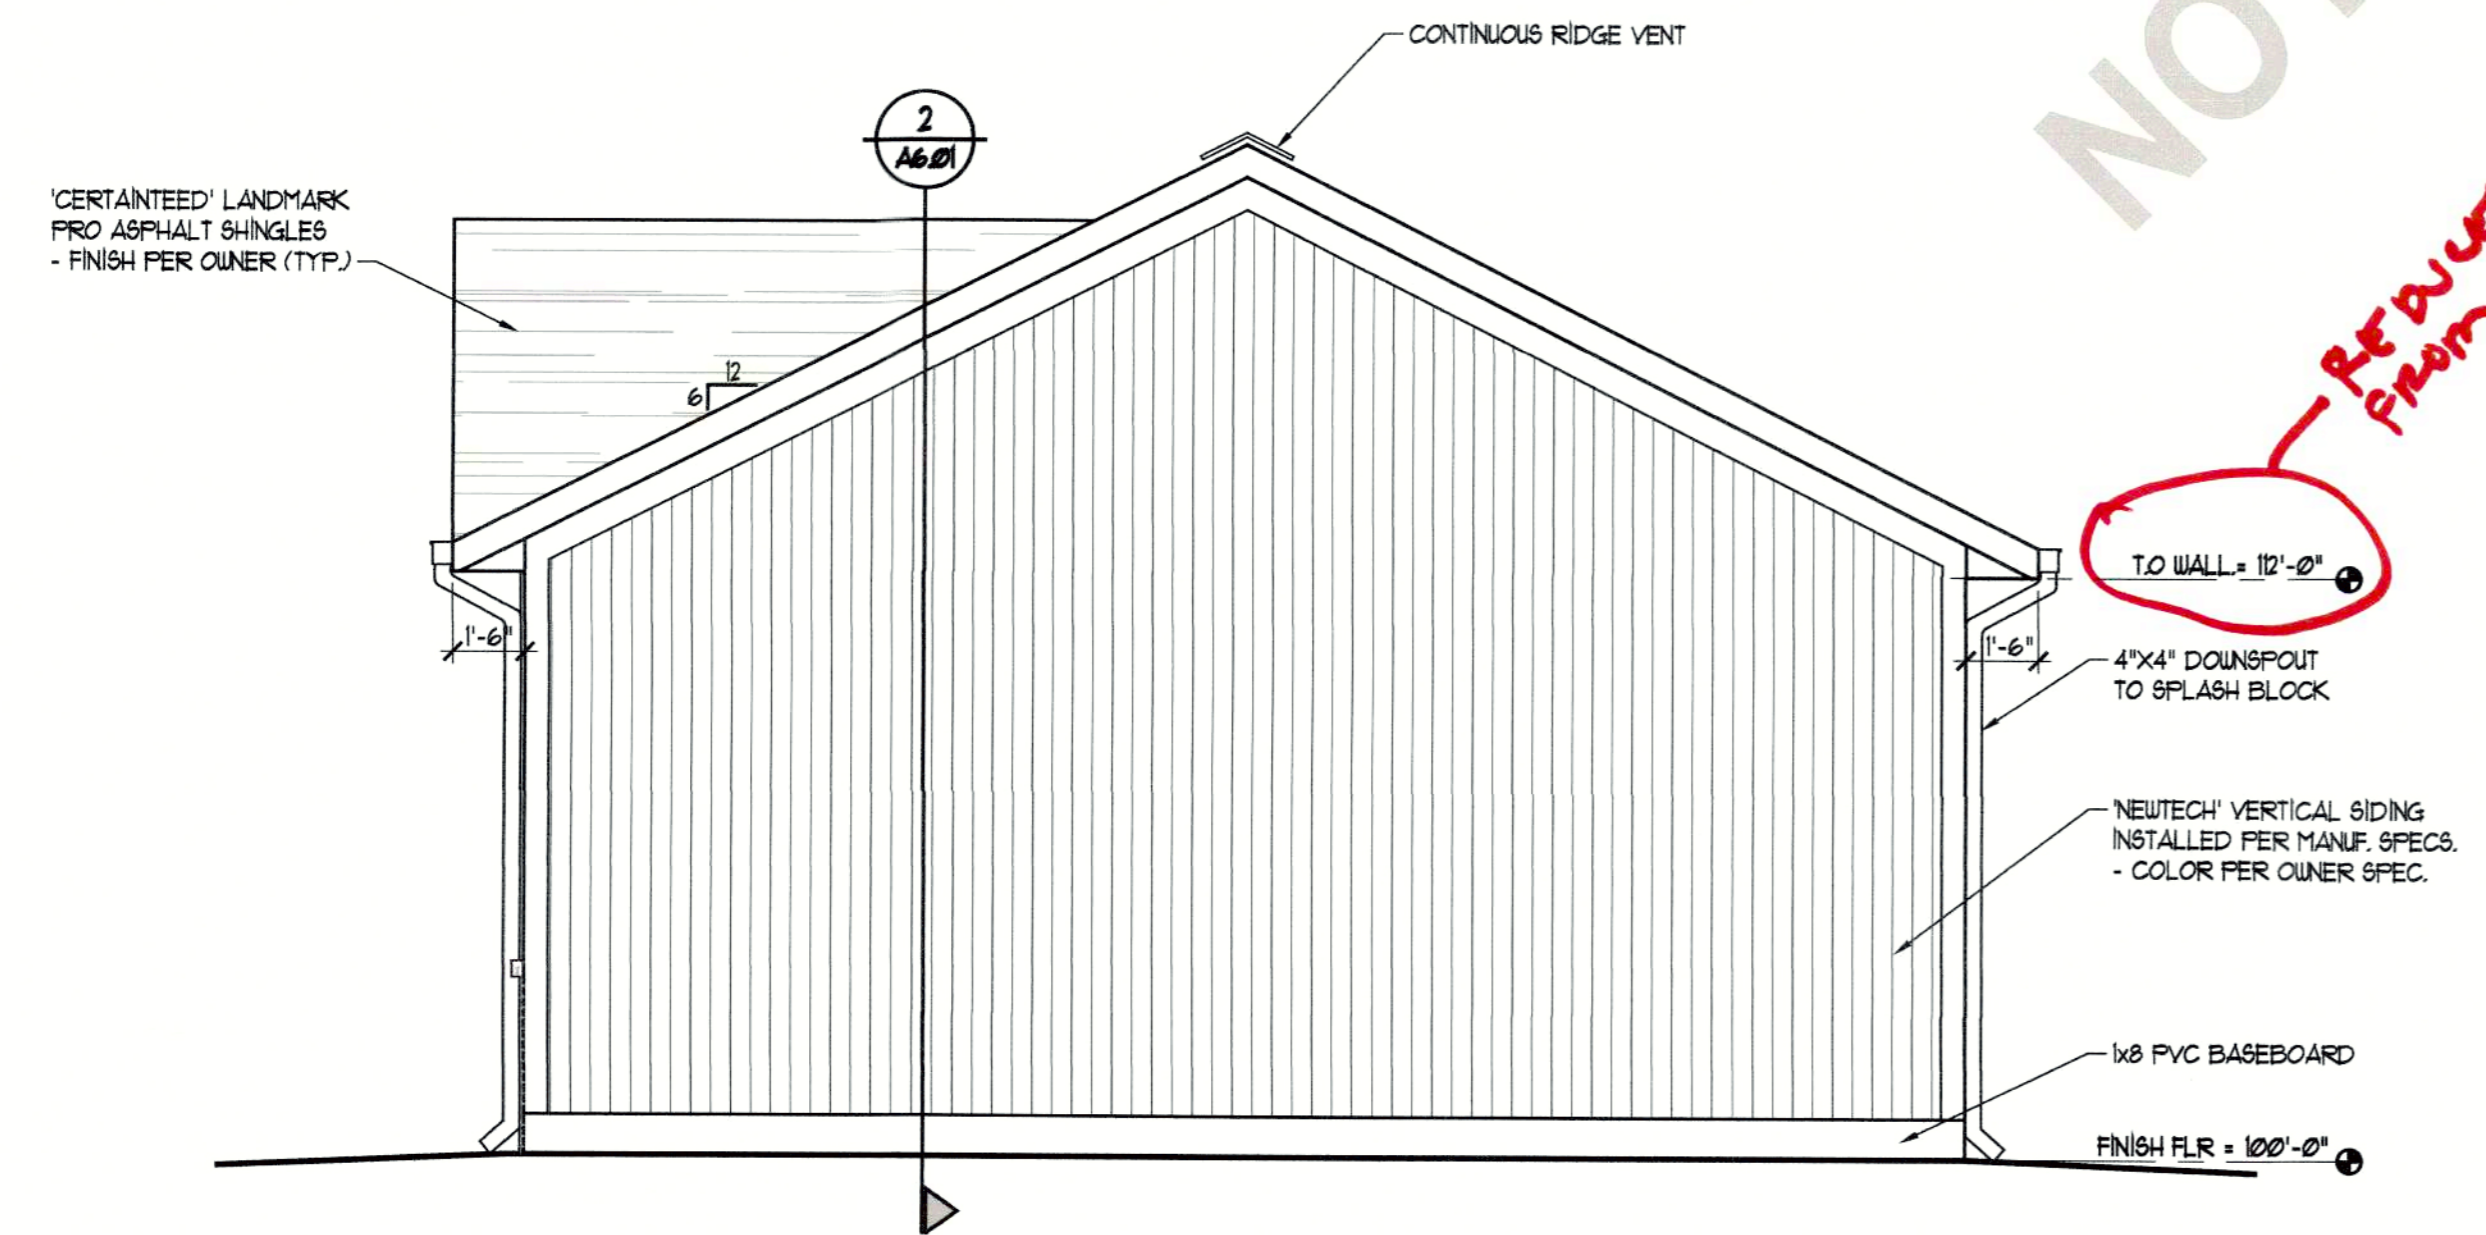 CONTINUOUS RIDGE VENT
2
A6.01
'CERTAINTEED' LANDMARK
PRO ASPHALT SHINGLES
- FINISH PER OWNER (TYP.)
12
6
FROM
T.O WALL.= 112'-0"
1'-6"
1'-6"
4"X4" DOWNSPOUT
TO SPLASH BLOCK
'NEWTECH' VERTICAL SIDING
INSTALLED PER MANUF. SPECS.
- COLOR PER OWNER SPEC.
1x8 PVC BASEBOARD
FINISH FLR = 100'-0"